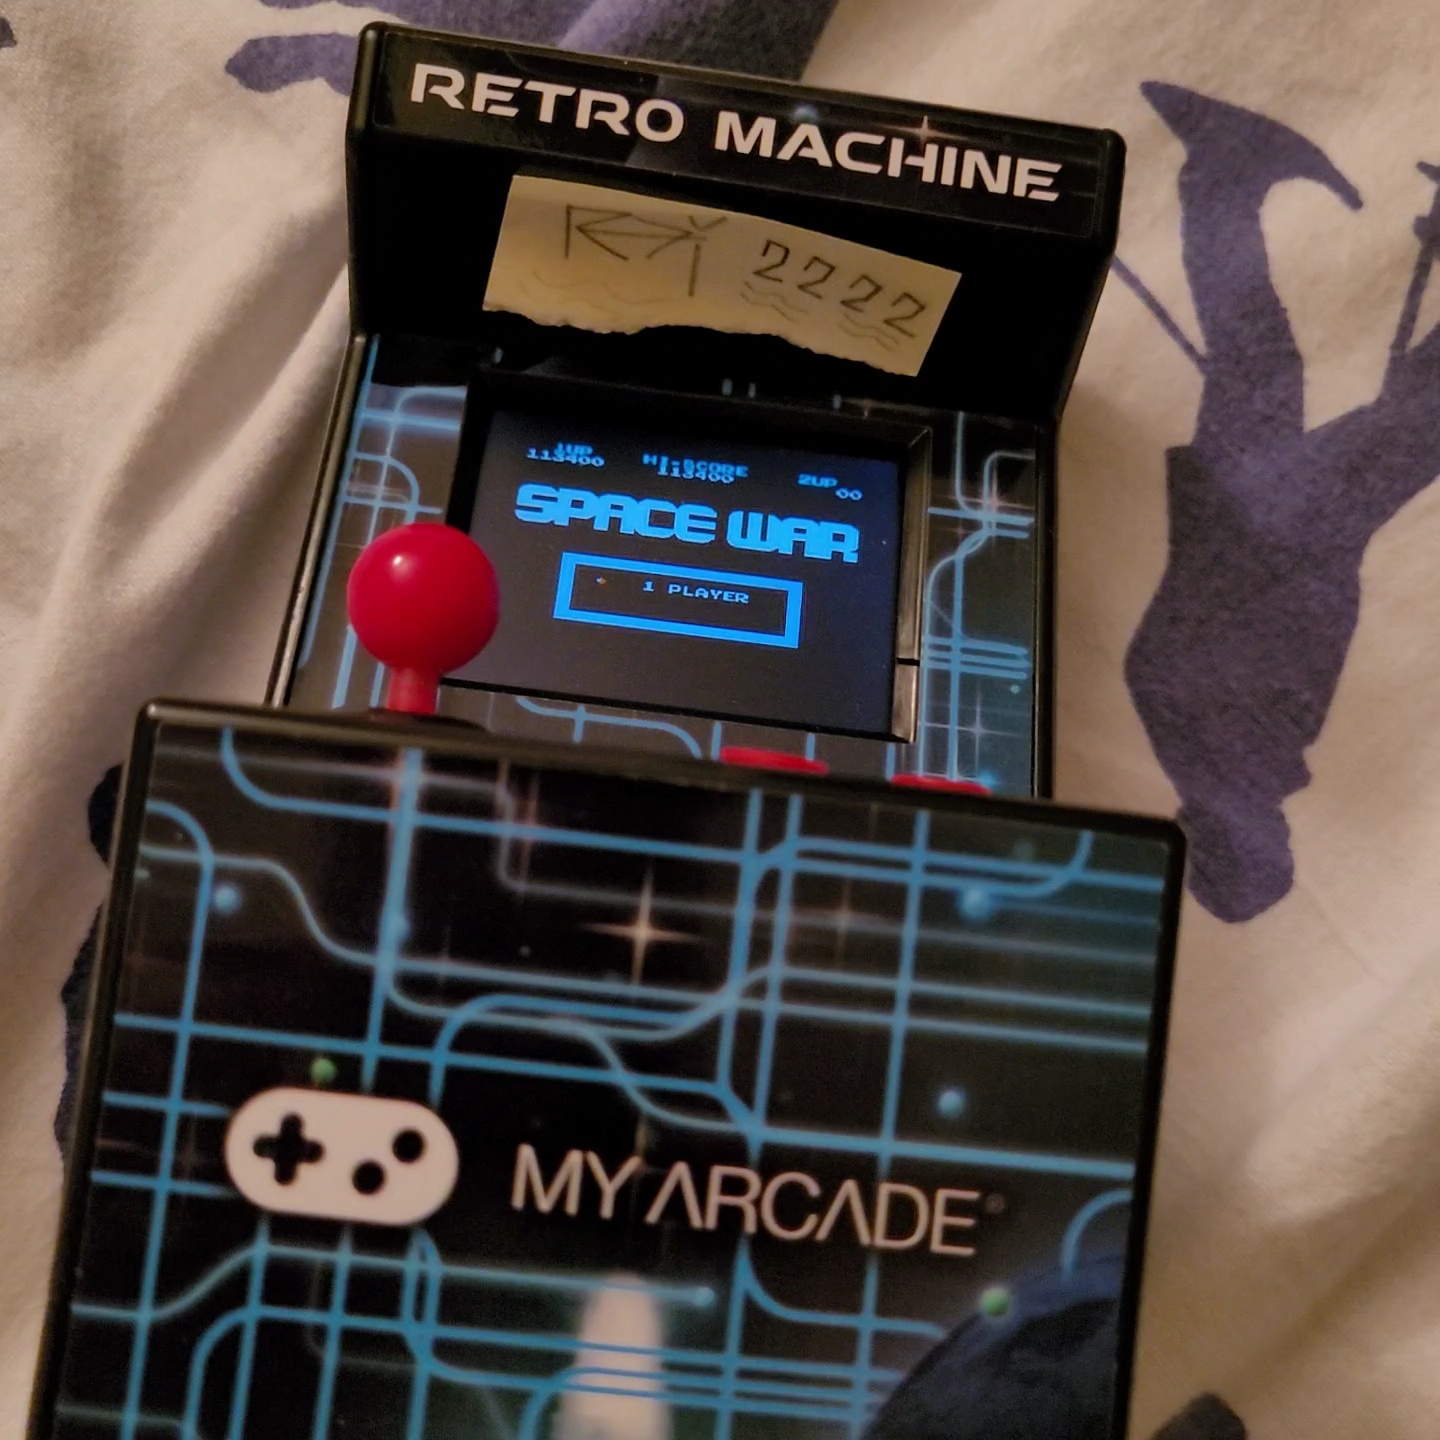 RETRO MACHINE
2222
1UP HI-SCORE 2UP
113400 113400 00
SPACE WAR
1 PLAYER
MY ARCADE®